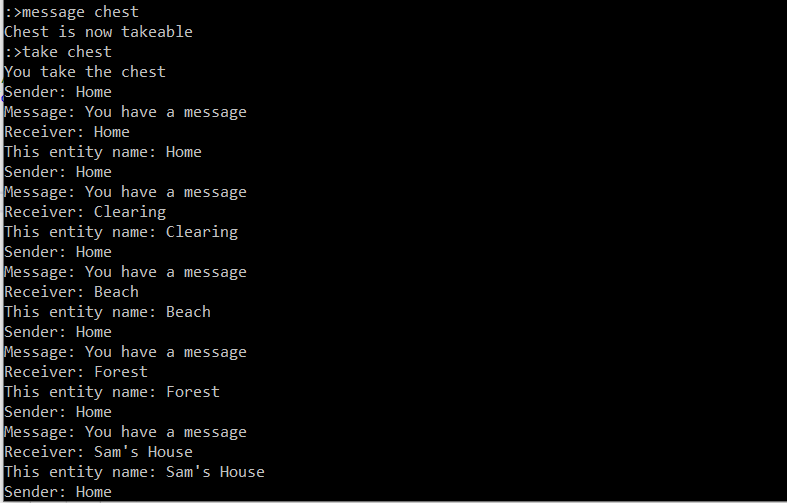 :>message chest
Chest is now takeable
:>take chest
You take the chest
Sender: Home
Message: You have a message
Receiver: Home
This entity name: Home
Sender: Home
Message: You have a message
Receiver: Clearing
This entity name: Clearing
Sender: Home
Message: You have a message
Receiver: Beach
This entity name: Beach
Sender: Home
Message: You have a message
Receiver: Forest
This entity name: Forest
Sender: Home
Message: You have a message
Receiver: Sam's House
This entity name: Sam's House
Sender: Home